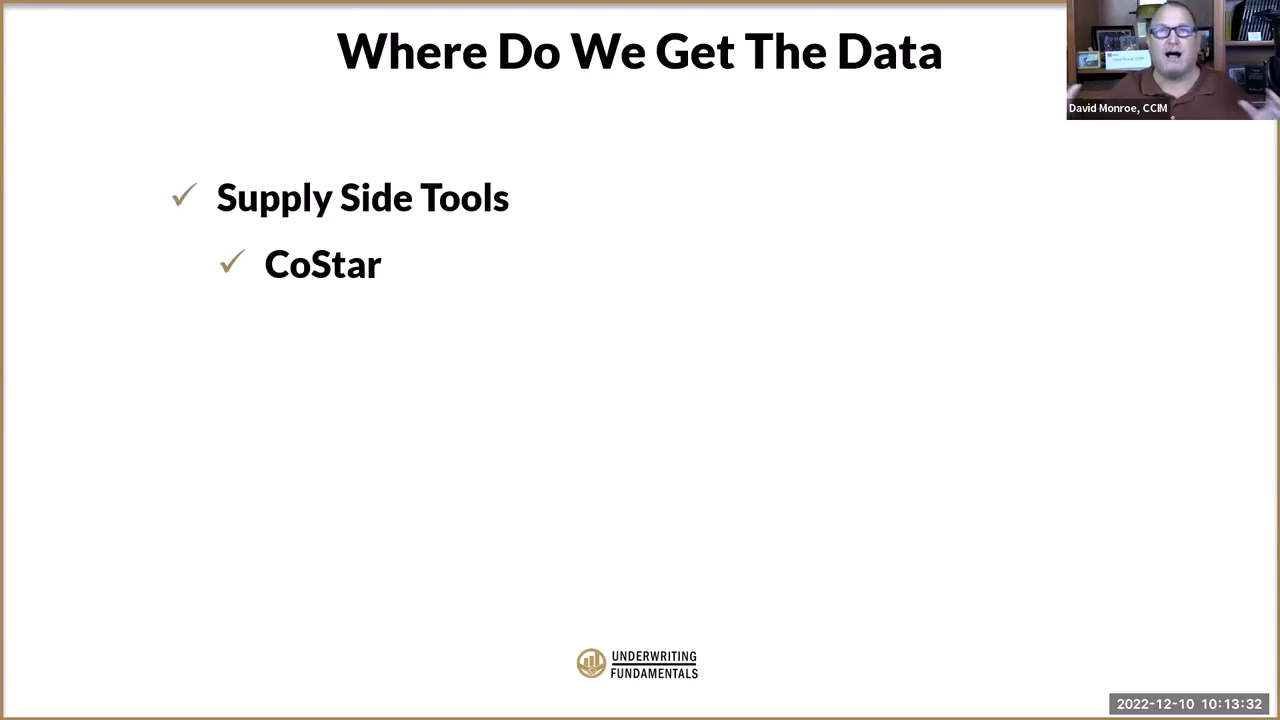 Where Do We Get The Data
David Monroe, CCIM
Supply Side Tools
CoStar
UNDERWRITING
FUNDAMENTALS
2022-12-10 10:13:32